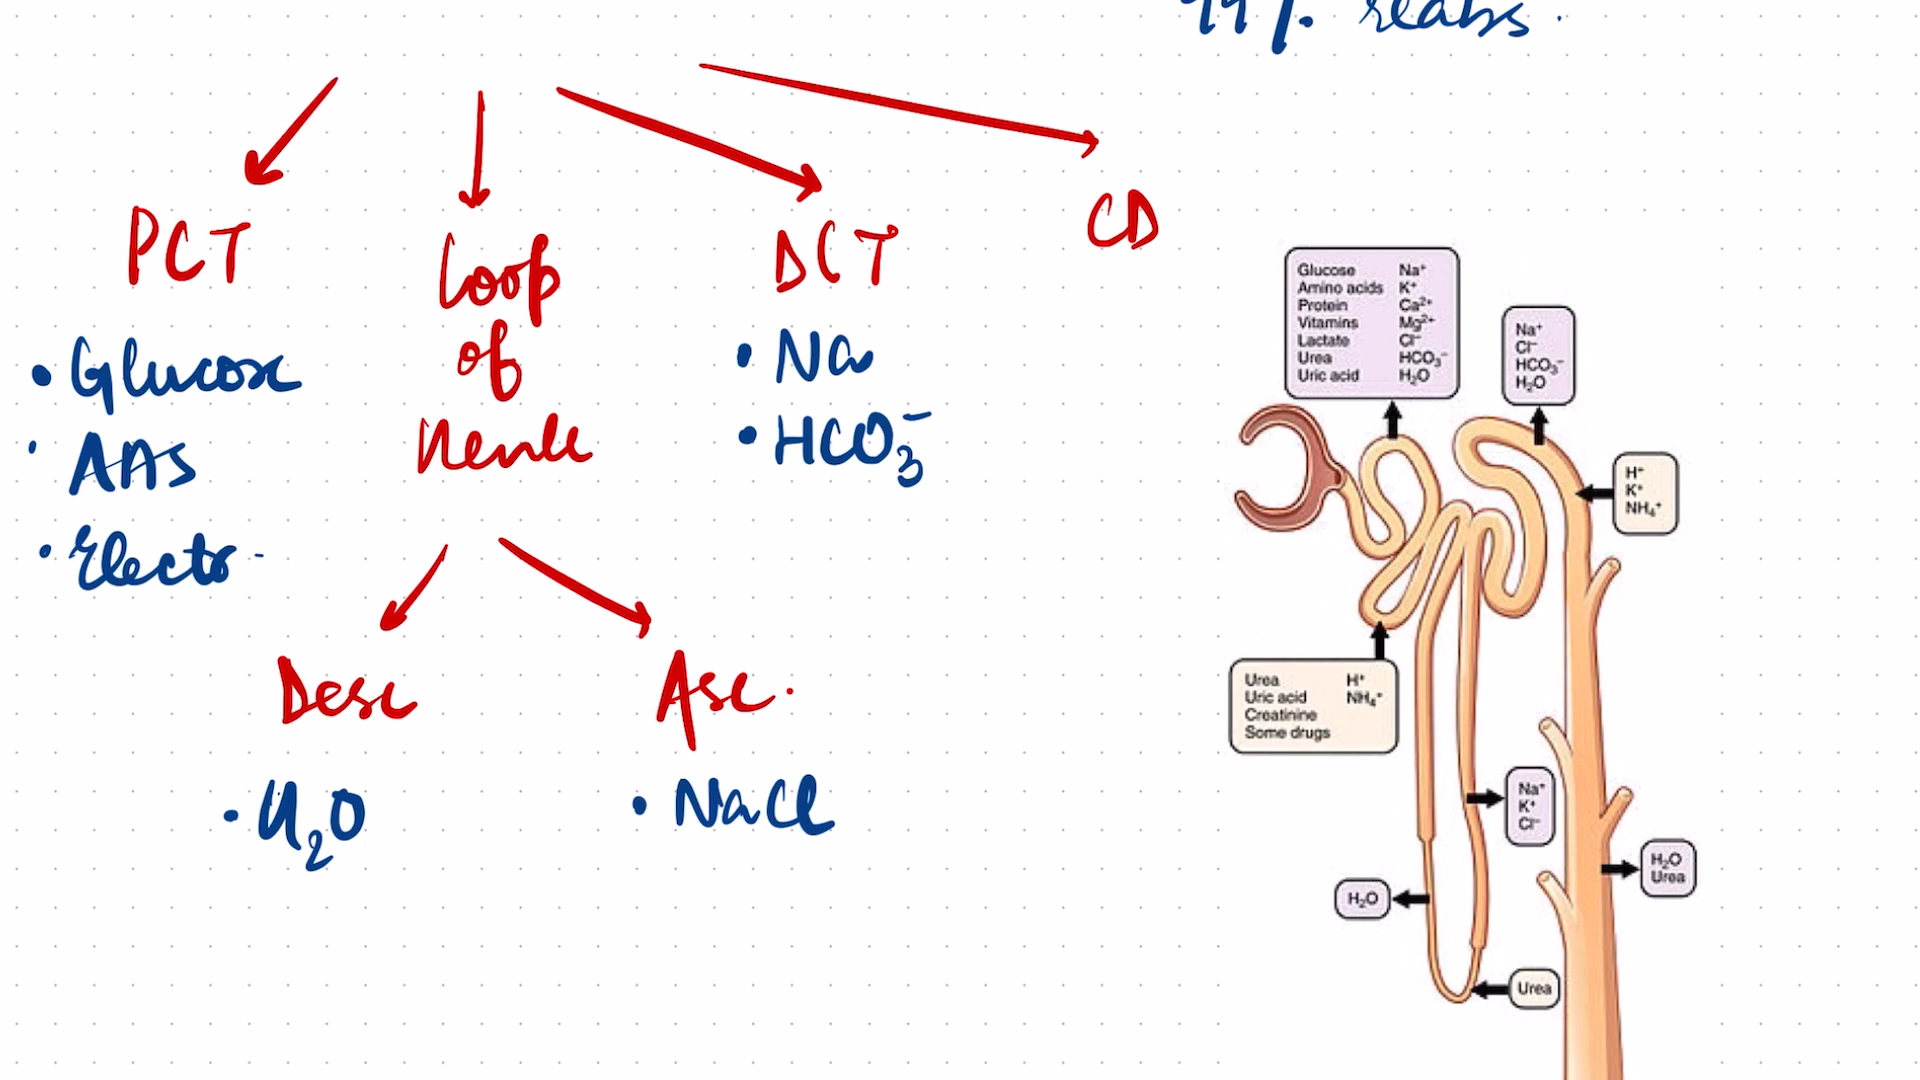 99% reabs.
PCT
• Glucose
• AAS
• Electr.
Loop
of
Henle
DCT
• Na
• HCO₃⁻
CD
Desc
• H₂O
Asc.
• NaCl
Glucose Na⁺
Amino acids K⁺
Protein Ca²⁺
Vitamins Mg²⁺
Lactate Cl⁻
Urea HCO₃⁻
Uric acid H₂O
Na⁺
Cl⁻
HCO₃⁻
H₂O
H⁺
K⁺
NH₄⁺
Urea H⁺
Uric acid NH₄⁺
Creatinine
Some drugs
Na⁺
K⁺
Cl⁻
H₂O
Urea
H₂O
Urea